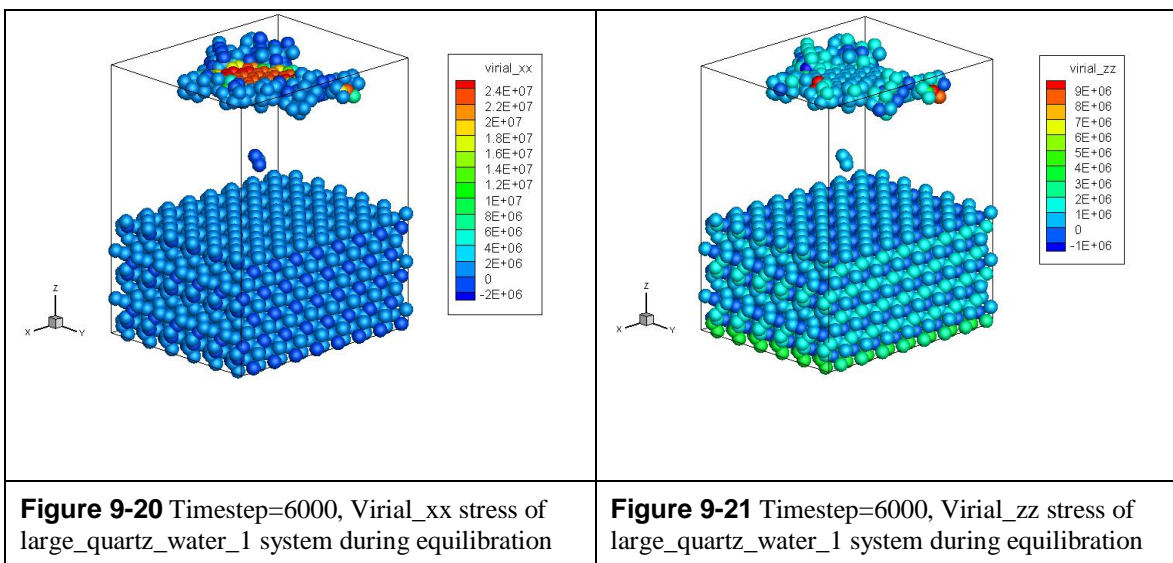 virial_xx
2.4E+07
2.2E+07
2E+07
1.8E+07
1.6E+07
1.4E+07
1.2E+07
1E+07
8E+06
6E+06
4E+06
2E+06
0
-2E+06
Z
X
Y
virial_zz
9E+06
8E+06
7E+06
6E+06
5E+06
4E+06
3E+06
2E+06
1E+06
0
-1E+06
Z
X
Y
Figure 9-20 Timestep=6000, Virial_xx stress of
large_quartz_water_1 system during equilibration
Figure 9-21 Timestep=6000, Virial_zz stress of
large_quartz_water_1 system during equilibration